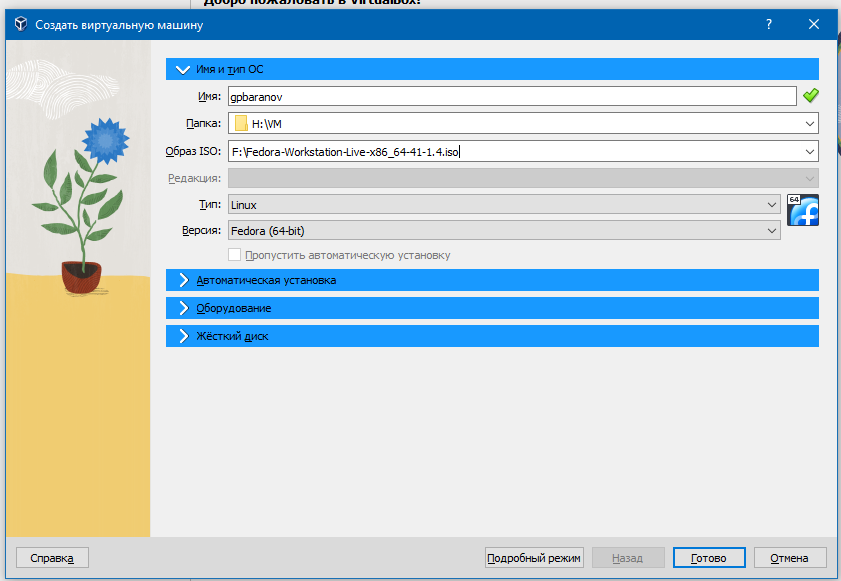 Добро пожаловать в VirtualBox!
Создать виртуальную машину ?
Имя и тип ОС
Имя: gpbaranov
Папка: H:\VM
Образ ISO: F:\Fedora-Workstation-Live-x86_64-41-1.4.iso
Редакция:
Тип: Linux
64
Версия: Fedora (64-bit)
Пропустить автоматическую установку
Автоматическая установка
Оборудование
Жёсткий диск
Справка Подробный режим Назад Готово Отмена